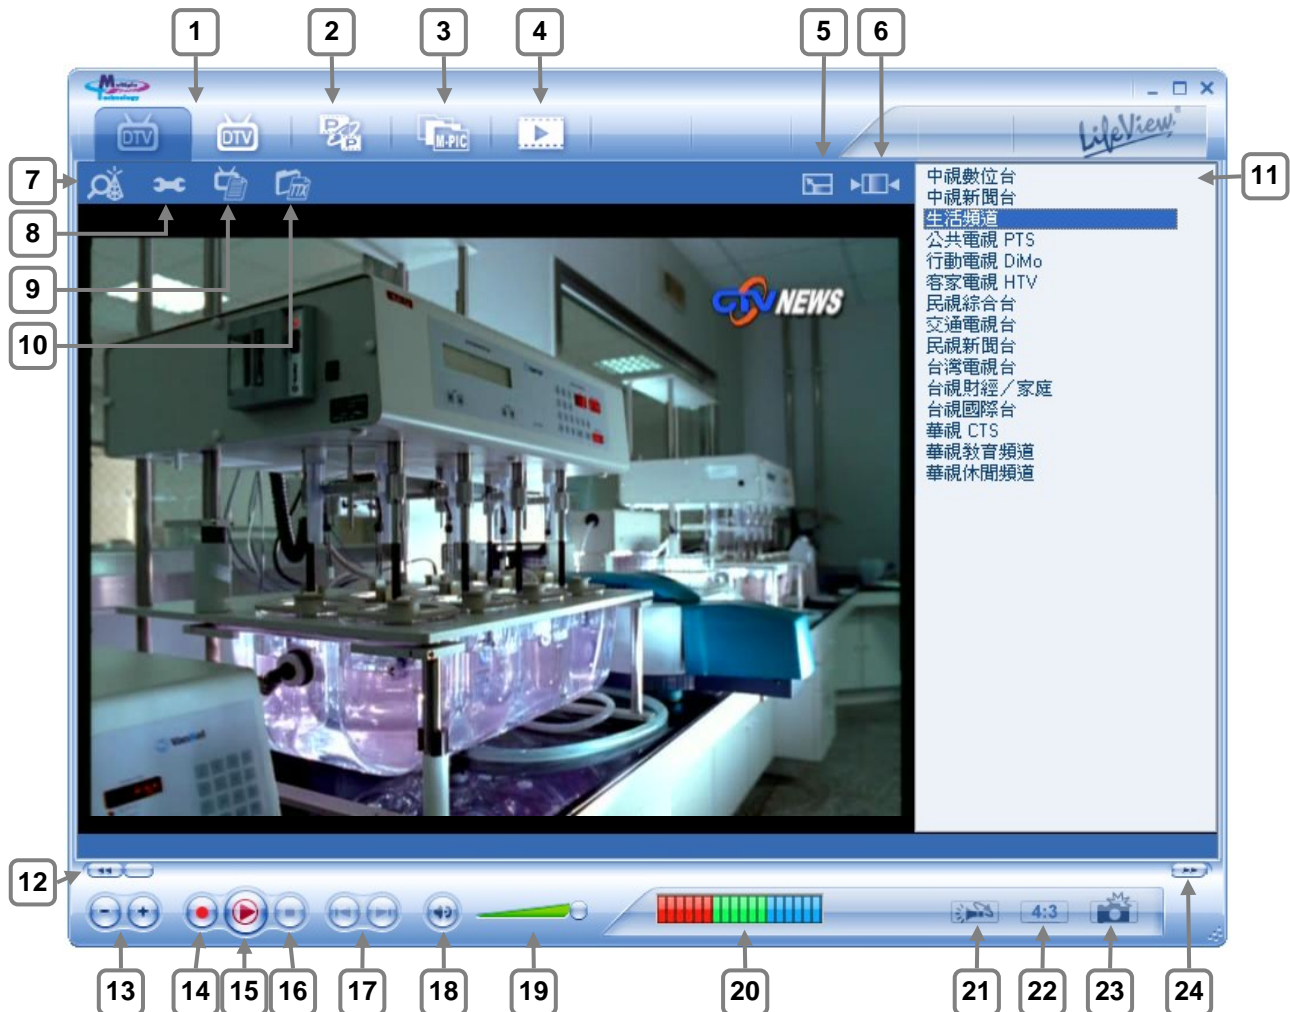 1 2 3 4 5 6
Multiple
Technology
DTV DTV P P M-PIC
LifeView
7
8
9
10
11
TTX
中視數位台
中視新聞台
生活頻道
公共電視 PTS
行動電視 DiMo
客家電視 HTV
民視綜合台
交通電視台
民視新聞台
台灣電視台
台視財經／家庭
台視國際台
華視 CTS
華視教育頻道
華視休閒頻道
CTV NEWS
12
4:3
13 14 15 16 17 18 19 20 21 22 23 24